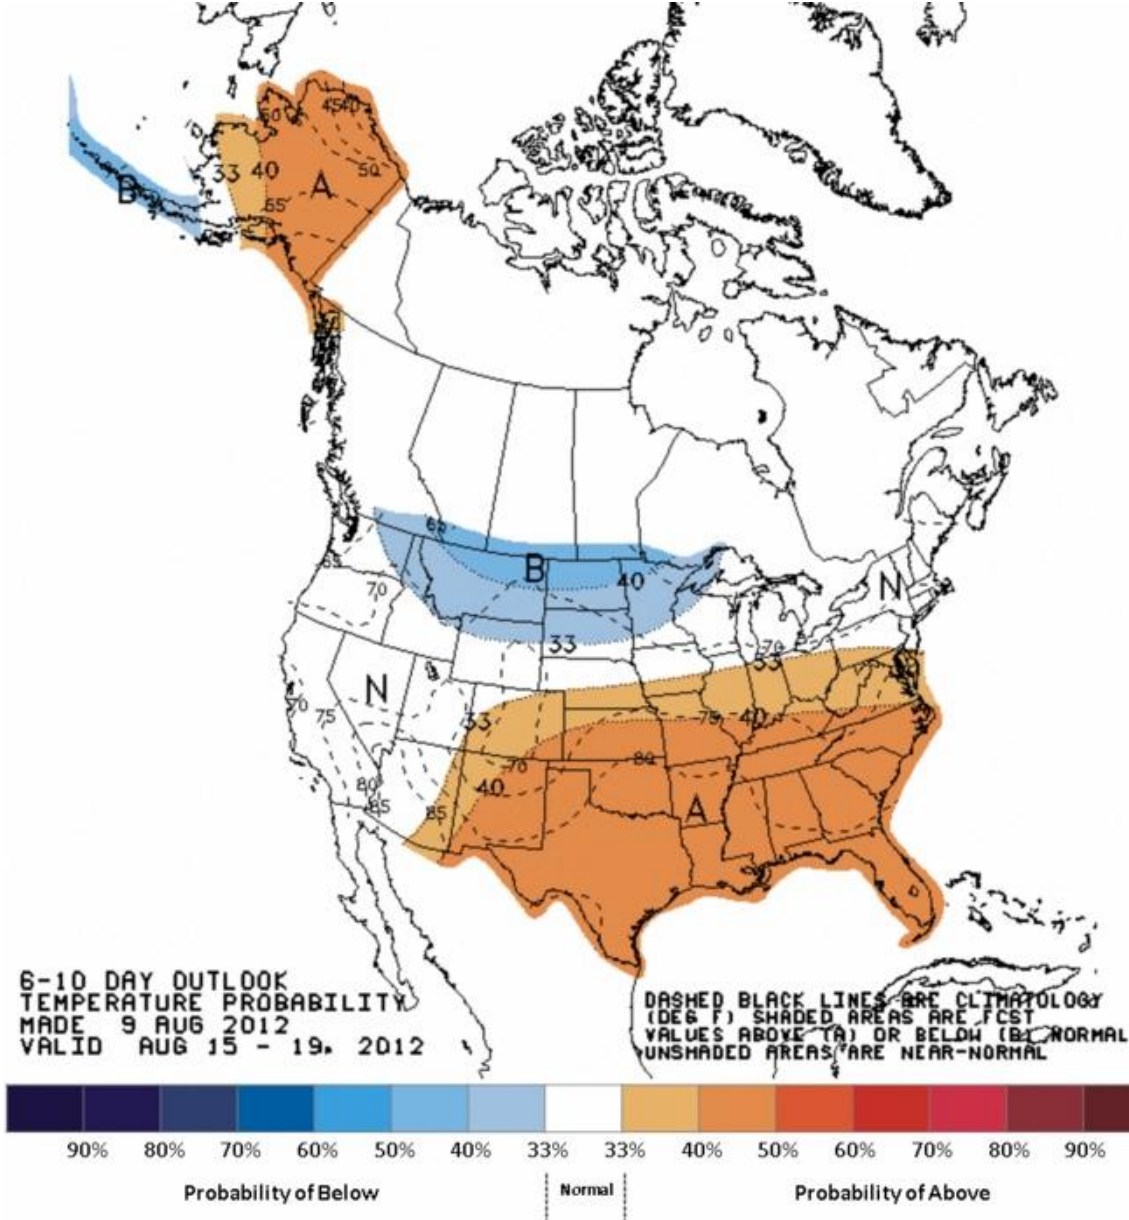 50
45
40
33
40
50
A
B
55
65
B
40
65
70
N
33
70
33
N
70
75
33
75
40
80
70
40
A
80
85
85
6-10 DAY OUTLOOK
TEMPERATURE PROBABILITY
MADE 9 AUG 2012
VALID AUG 15 - 19, 2012
DASHED BLACK LINES ARE CLIMATOLOGY
(DEG F) SHADED AREAS ARE FCST
VALUES ABOVE (A) OR BELOW (B) NORMAL
UNSHADED AREAS ARE NEAR-NORMAL
90% 80% 70% 60% 50% 40% 33% 33% 40% 50% 60% 70% 80% 90%
Probability of Below Normal Probability of Above